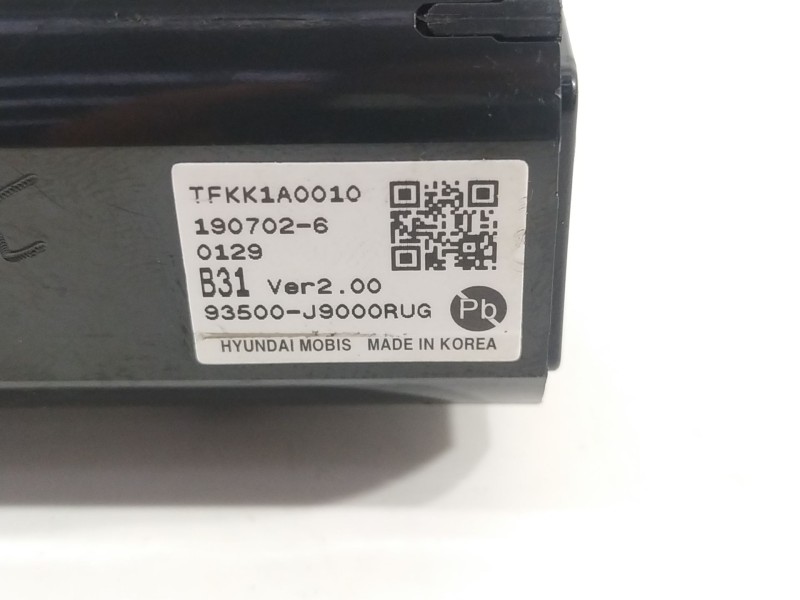 TFKK1A0010
190702-6
0129
B31 Ver2.00
93500-J9000RUG Pb
HYUNDAI MOBIS MADE IN KOREA